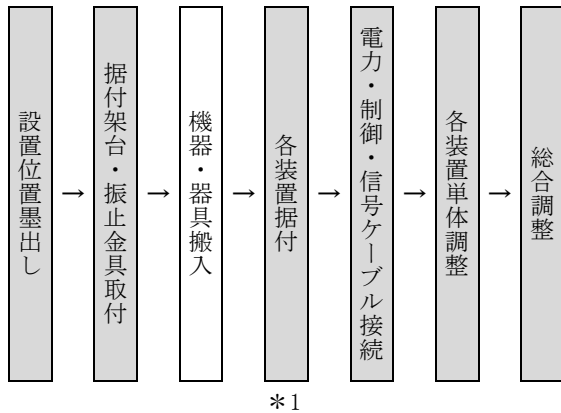 設置位置墨出し
→
据付架台・振止金具取付
→
機器・器具搬入
→
各装置据付
→
電力・制御・信号ケーブル接続
→
各装置単体調整
→
総合調整
＊1